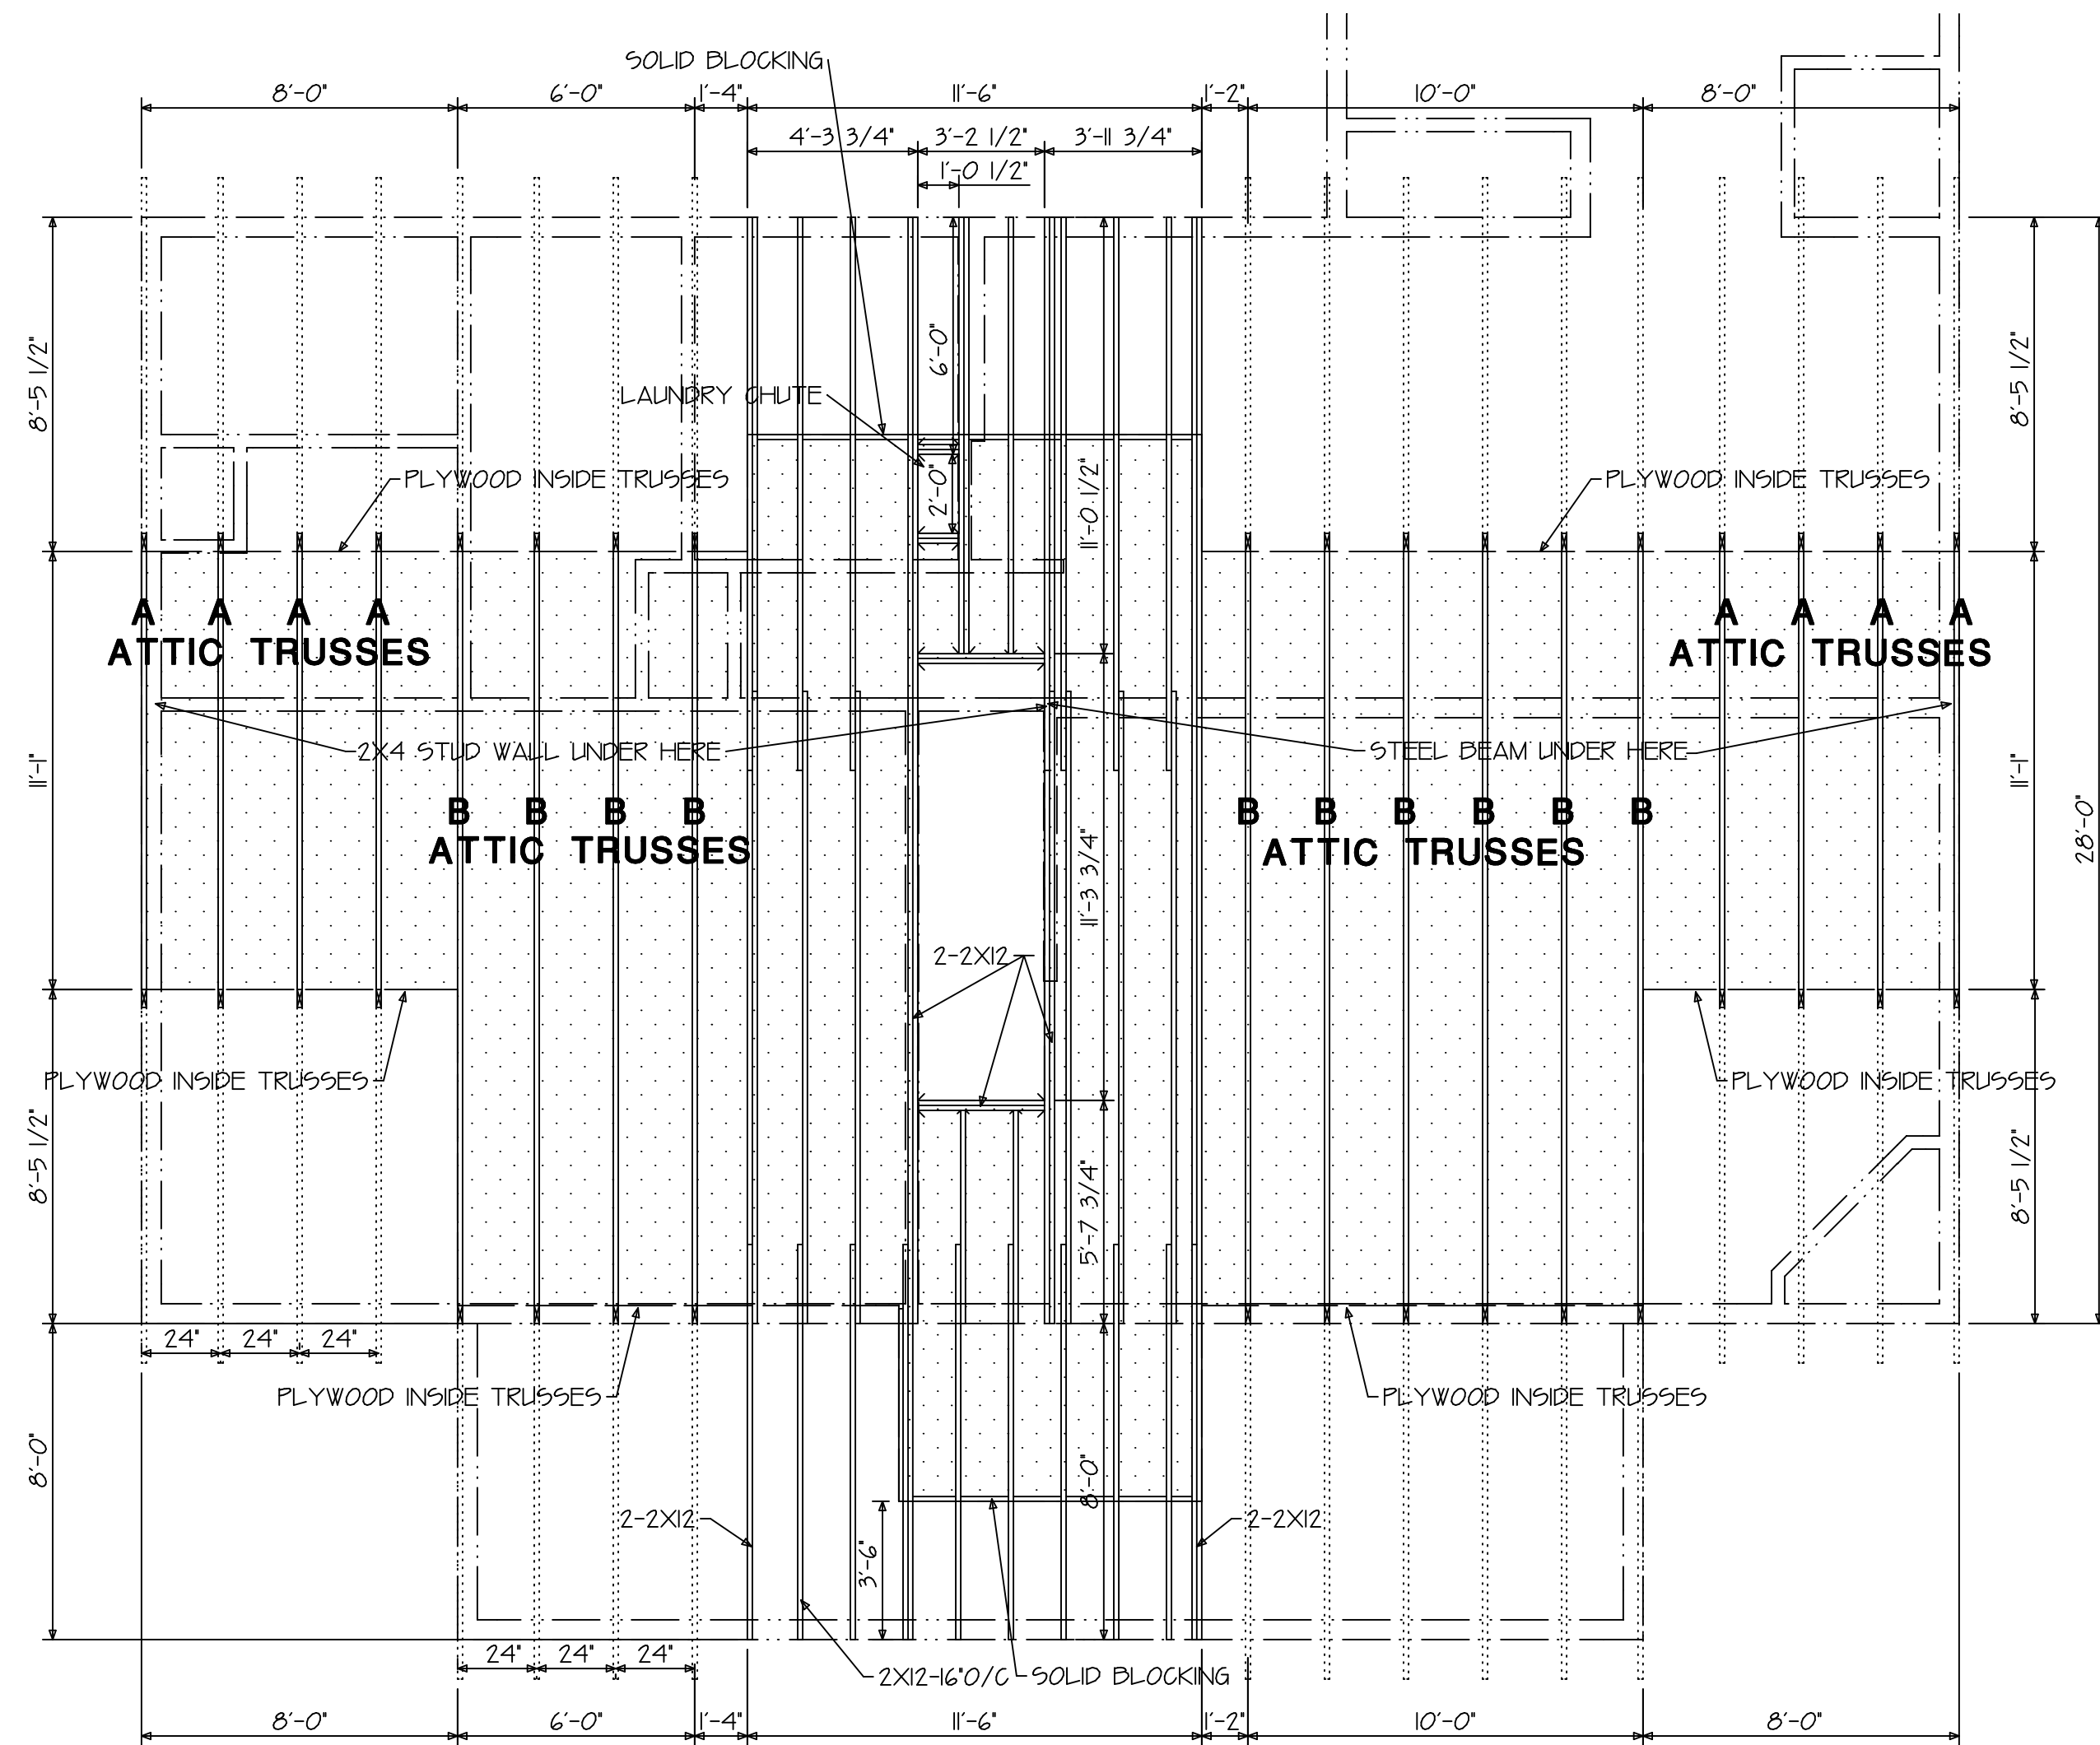 SOLID BLOCKING
8'-0"
6'-0"
1'-4"
11'-6"
1'-2"
10'-0"
8'-0"
4'-3 3/4"
3'-2 1/2"
3'-11 3/4"
1'-0 1/2"
8'-5 1/2"
6'-0"
8'-5 1/2"
LAUNDRY CHUTE
PLYWOOD INSIDE TRUSSES
2'-0"
11'-0 1/2"
PLYWOOD INSIDE TRUSSES
A A A A
ATTIC TRUSSES
A A A A
ATTIC TRUSSES
2X4 STUD WALL UNDER HERE
STEEL BEAM UNDER HERE
11'-1"
11'-1"
B B B B
ATTIC TRUSSES
B B B B B B
ATTIC TRUSSES
28'-0"
11'-3 3/4"
2-2X12
PLYWOOD INSIDE TRUSSES
PLYWOOD INSIDE TRUSSES
8'-5 1/2"
5'-7 3/4"
8'-5 1/2"
24" 24" 24"
PLYWOOD INSIDE TRUSSES
PLYWOOD INSIDE TRUSSES
8'-0"
8'-0"
2-2X12
2-2X12
3'-6"
24" 24" 24"
2X12-16"O/C
SOLID BLOCKING
8'-0"
6'-0"
1'-4"
11'-6"
1'-2"
10'-0"
8'-0"